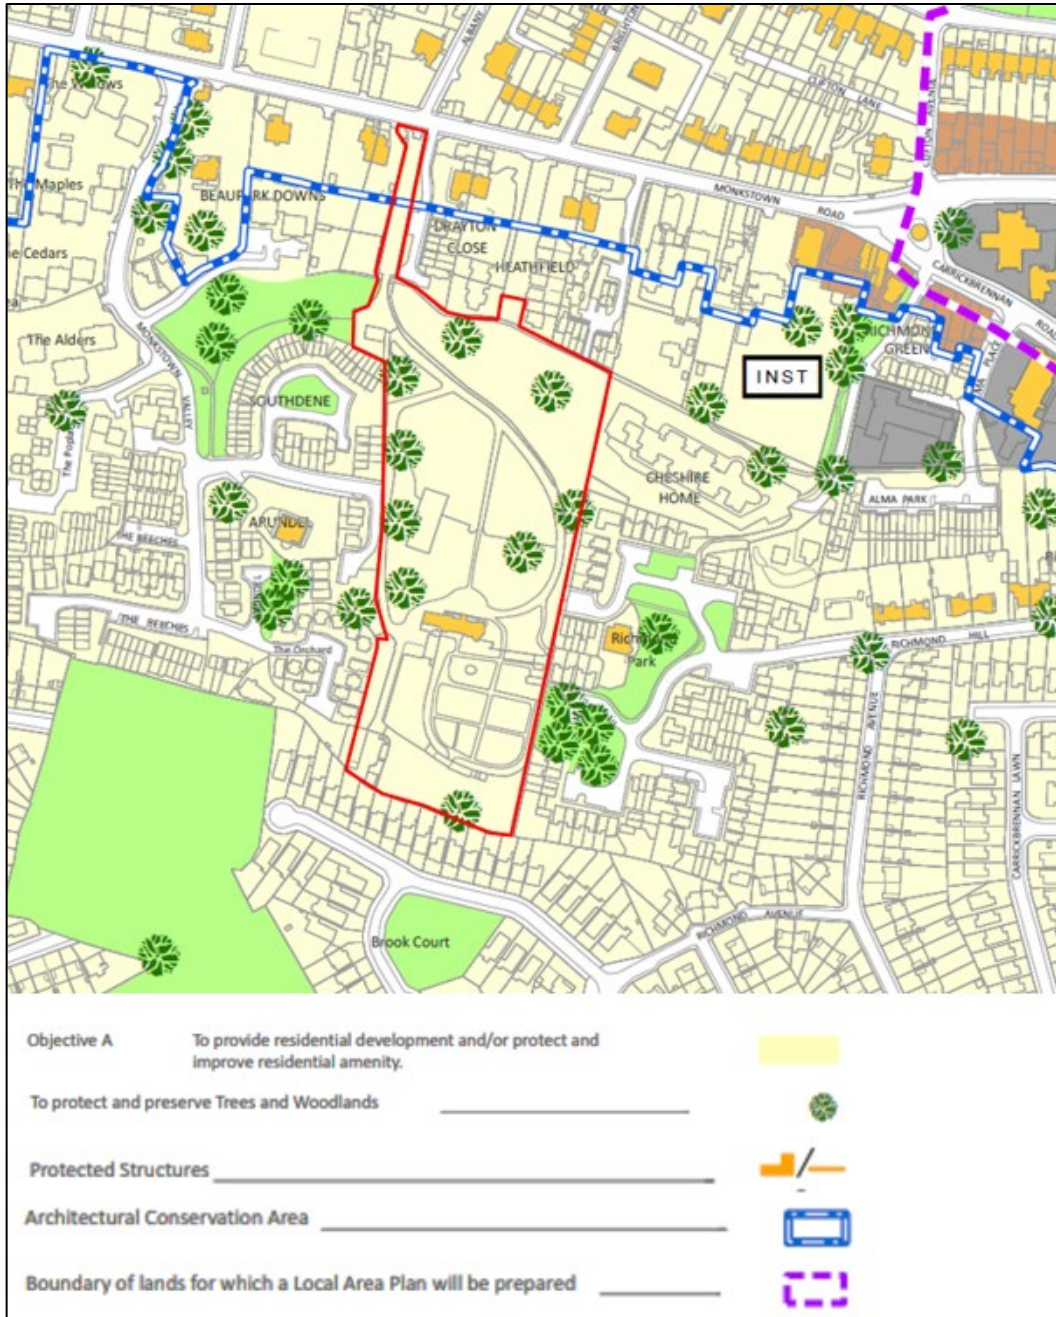 ALBANY
BRIGHTON
CLIFTON LANE
CLIFTON AVENUE
The Willows
The Maples
BEAUPARK DOWNS
MONKSTOWN ROAD
DRAYTON
CLOSE
HEATHFIELD
CARRICKBRENNAN
ROAD
The Alders
MONKSTOWN
VALLEY
RICHMOND
GREEN
INST
SOUTHDENE
CHESHIRE
HOME
ALMA PARK
ARUNDEL
THE BEECHES
THE BEECHES
The Orchard
Richmond
Park
RICHMOND HILL
RICHMOND AVENUE
CARRICKBRENNAN LAWN
RICHMOND AVENUE
Brook Court
Objective A To provide residential development and/or protect and
improve residential amenity.
To protect and preserve Trees and Woodlands
Protected Structures
Architectural Conservation Area
Boundary of lands for which a Local Area Plan will be prepared